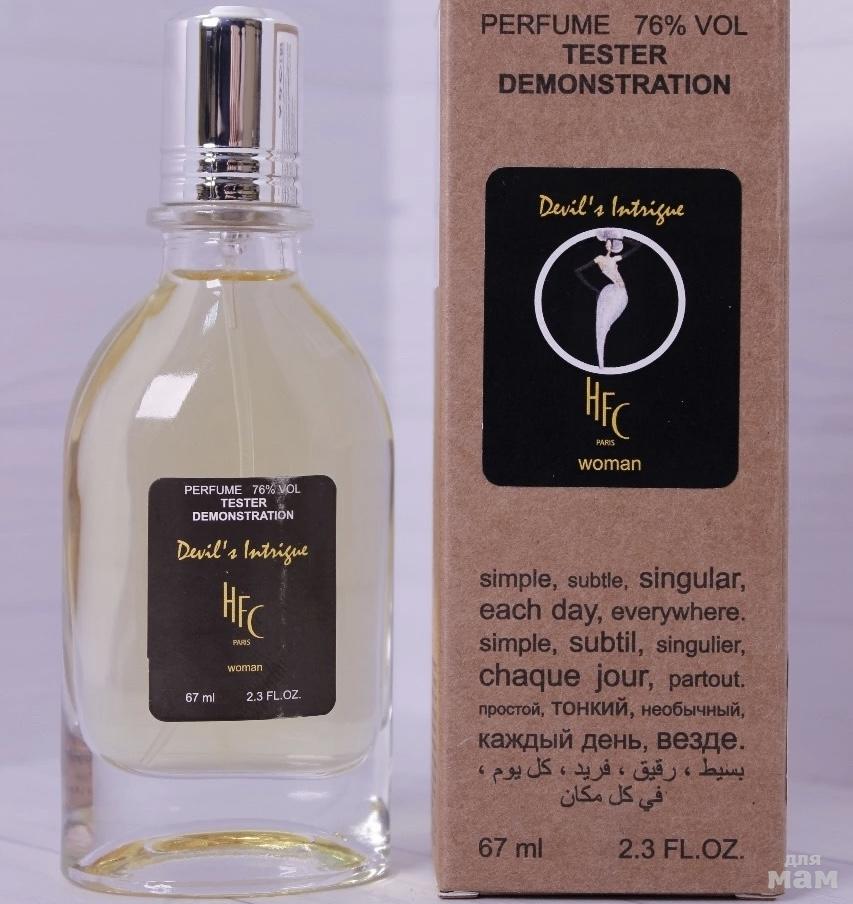 PERFUME 76% VOL
TESTER
DEMONSTRATION
Devil's Intrigue
HFC
PARIS
woman
67 ml 2.3 FL.OZ.
PERFUME 76% VOL
TESTER
DEMONSTRATION
Devil's Intrigue
HFC
PARIS
woman
simple, subtle, singular,
each day, everywhere.
simple, subtil, singulier,
chaque jour, partout.
простой, тонкий, необычный,
каждый день, везде.
بسيط ، رقيق ، فريد ، كل يوم ،
في كل مكان
67 ml 2.3 FL.OZ.
для
мам